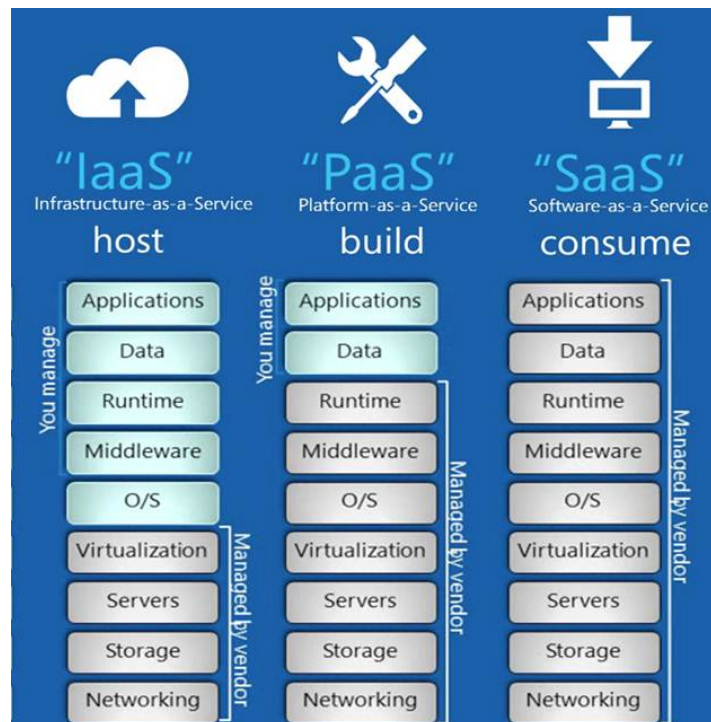 “IaaS”
Infrastructure-as-a-Service
host
You manage
Applications
Data
Runtime
Middleware
O/S
Virtualization
Servers
Storage
Networking
Managed by vendor
“PaaS”
Platform-as-a-Service
build
You manage
Applications
Data
Runtime
Middleware
O/S
Virtualization
Servers
Storage
Networking
Managed by vendor
“SaaS”
Software-as-a-Service
consume
Applications
Data
Runtime
Middleware
O/S
Virtualization
Servers
Storage
Networking
Managed by vendor